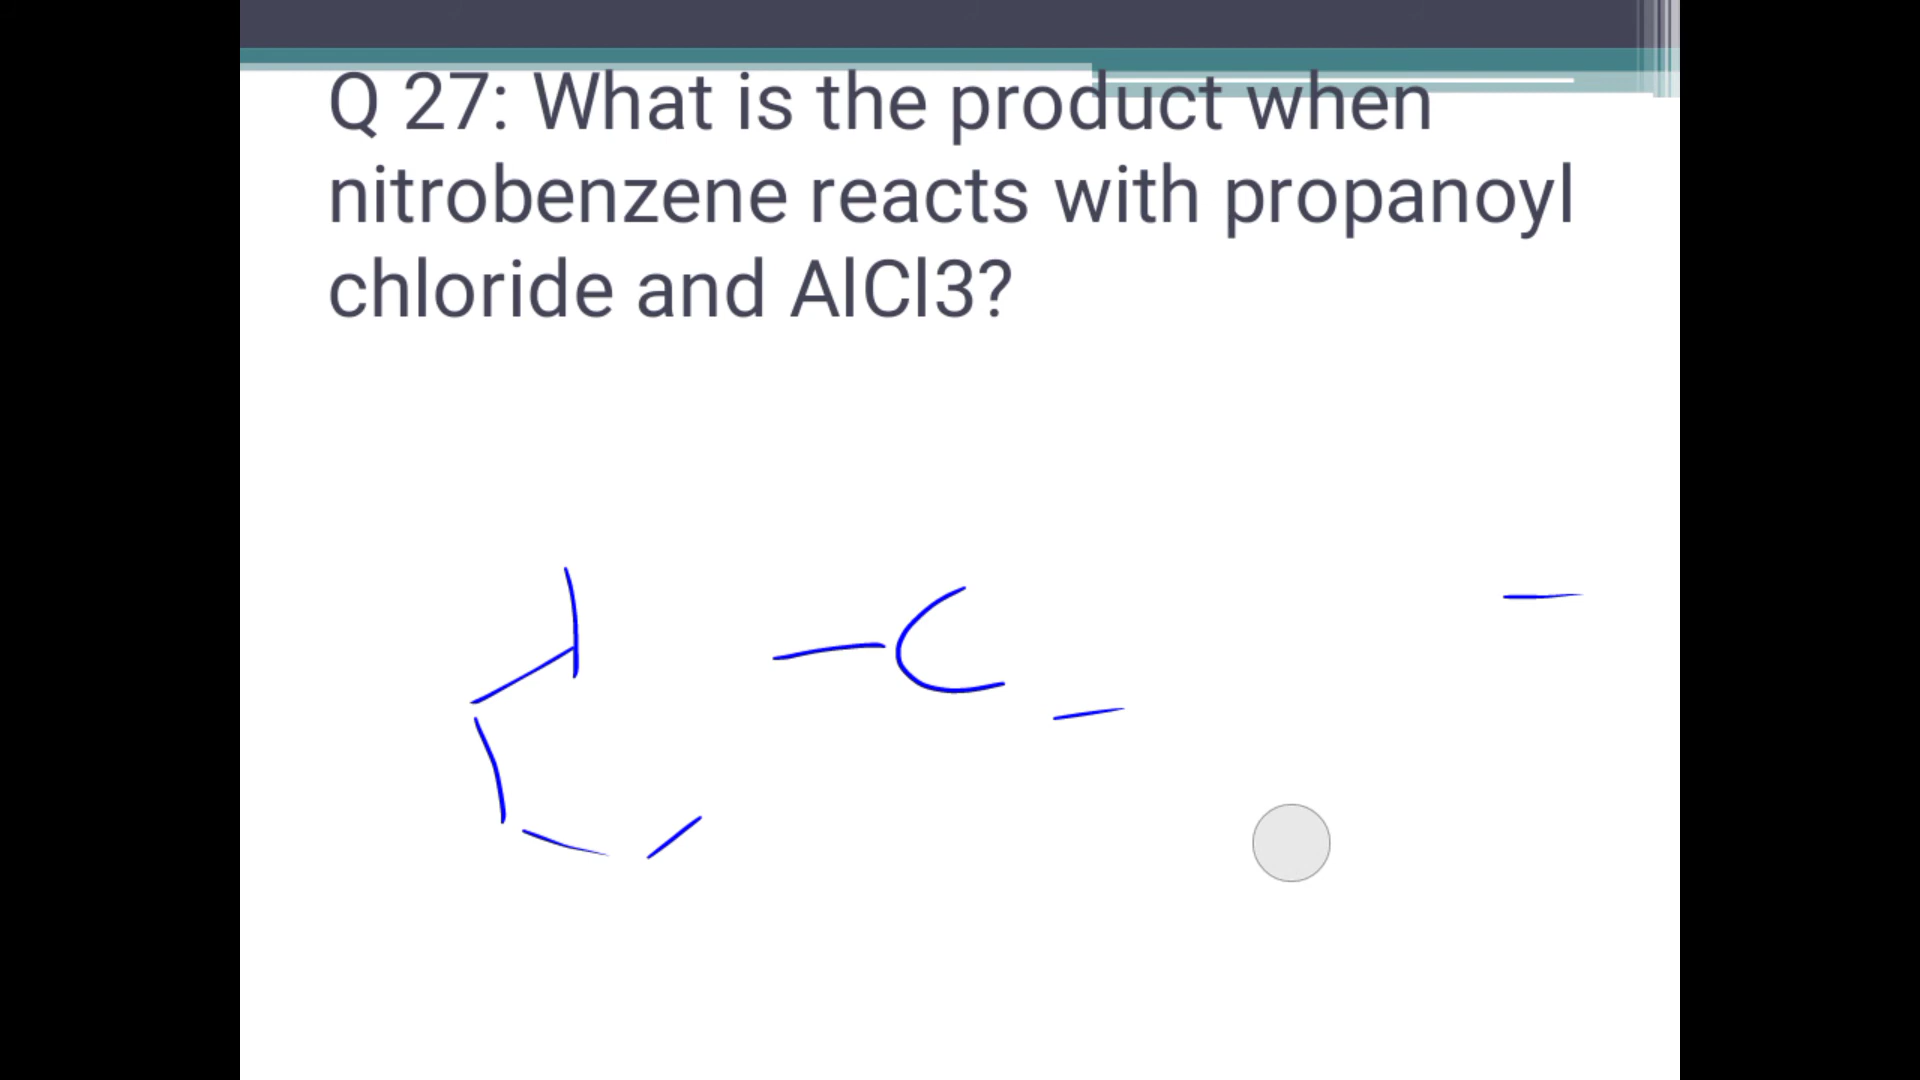 Q 27: What is the product when
nitrobenzene reacts with propanoyl
chloride and AlCl3?